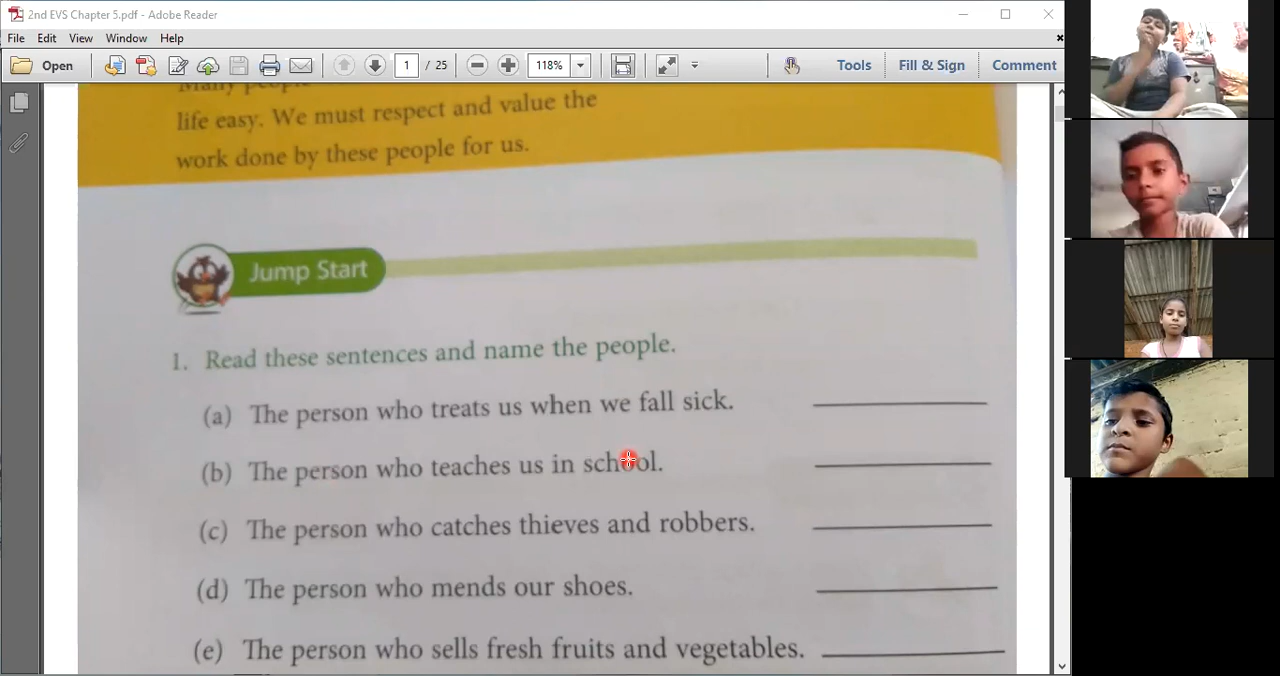 2nd EVS Chapter 5.pdf - Adobe Reader
File Edit View Window Help
Open 1 / 25 118% Tools Fill & Sign Comment
Many people
life easy. We must respect and value the
work done by these people for us.
Jump Start
1. Read these sentences and name the people.
(a) The person who treats us when we fall sick.
(b) The person who teaches us in school.
(c) The person who catches thieves and robbers.
(d) The person who mends our shoes.
(e) The person who sells fresh fruits and vegetables.